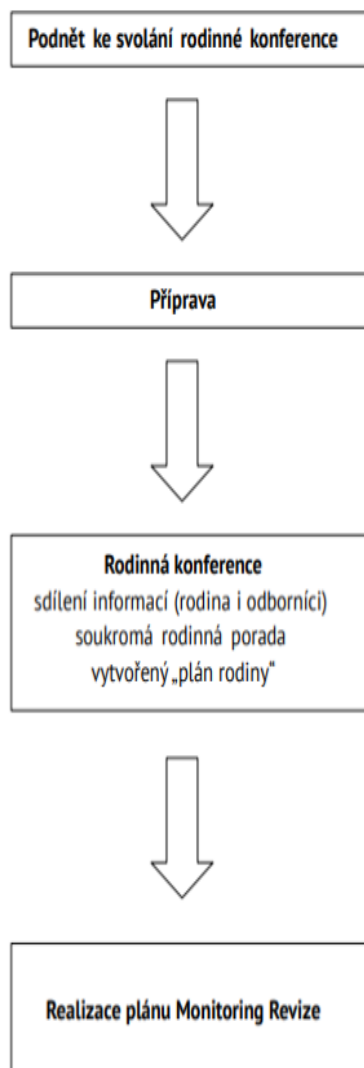 Podnět ke svolání rodinné konference
Příprava
Rodinná konference
sdílení informací (rodina i odborníci)
soukromá rodinná porada
vytvořený „plán rodiny“
Realizace plánu Monitoring Revize